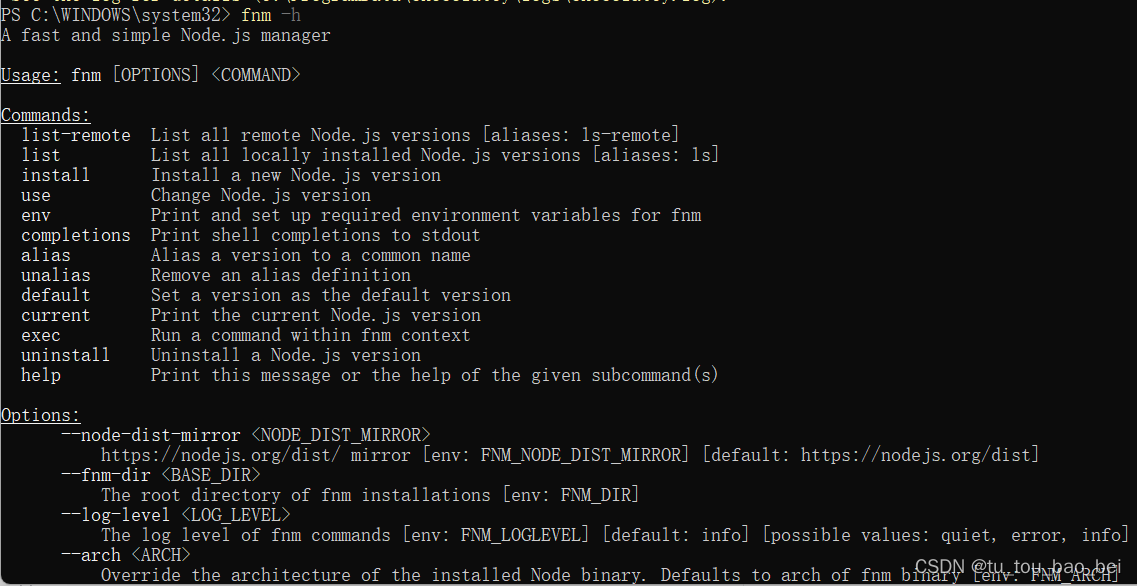 PS C:\WINDOWS\system32> fnm -h
A fast and simple Node.js manager
Usage: fnm [OPTIONS] <COMMAND>
Commands:
list-remote  List all remote Node.js versions [aliases: ls-remote]
list         List all locally installed Node.js versions [aliases: ls]
install      Install a new Node.js version
use          Change Node.js version
env          Print and set up required environment variables for fnm
completions  Print shell completions to stdout
alias        Alias a version to a common name
unalias      Remove an alias definition
default      Set a version as the default version
current      Print the current Node.js version
exec         Run a command within fnm context
uninstall    Uninstall a Node.js version
help         Print this message or the help of the given subcommand(s)
Options:
--node-dist-mirror <NODE_DIST_MIRROR>
https://nodejs.org/dist/ mirror [env: FNM_NODE_DIST_MIRROR] [default: https://nodejs.org/dist]
--fnm-dir <BASE_DIR>
The root directory of fnm installations [env: FNM_DIR]
--log-level <LOG_LEVEL>
The log level of fnm commands [env: FNM_LOGLEVEL] [default: info] [possible values: quiet, error, info]
--arch <ARCH>
Override the architecture of the installed Node binary. Defaults to arch of fnm binary [env: FNM_ARCH]
CSDN @tu_tou_bao_bei